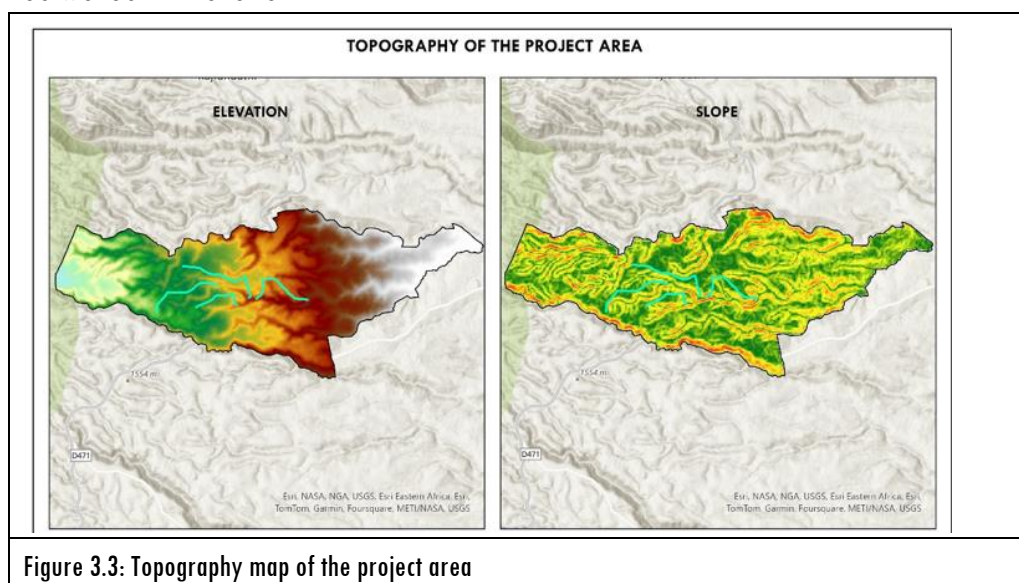 TOPOGRAPHY OF THE PROJECT AREA
ELEVATION
1554 m
D471
Esri, NASA, NGA, USGS, Esri Eastern Africa, Esri,
TomTom, Garmin, Foursquare, METI/NASA, USGS
SLOPE
1554 m
D471
Esri, NASA, NGA, USGS, Esri Eastern Africa, Esri,
TomTom, Garmin, Foursquare, METI/NASA, USGS
Figure 3.3: Topography map of the project area